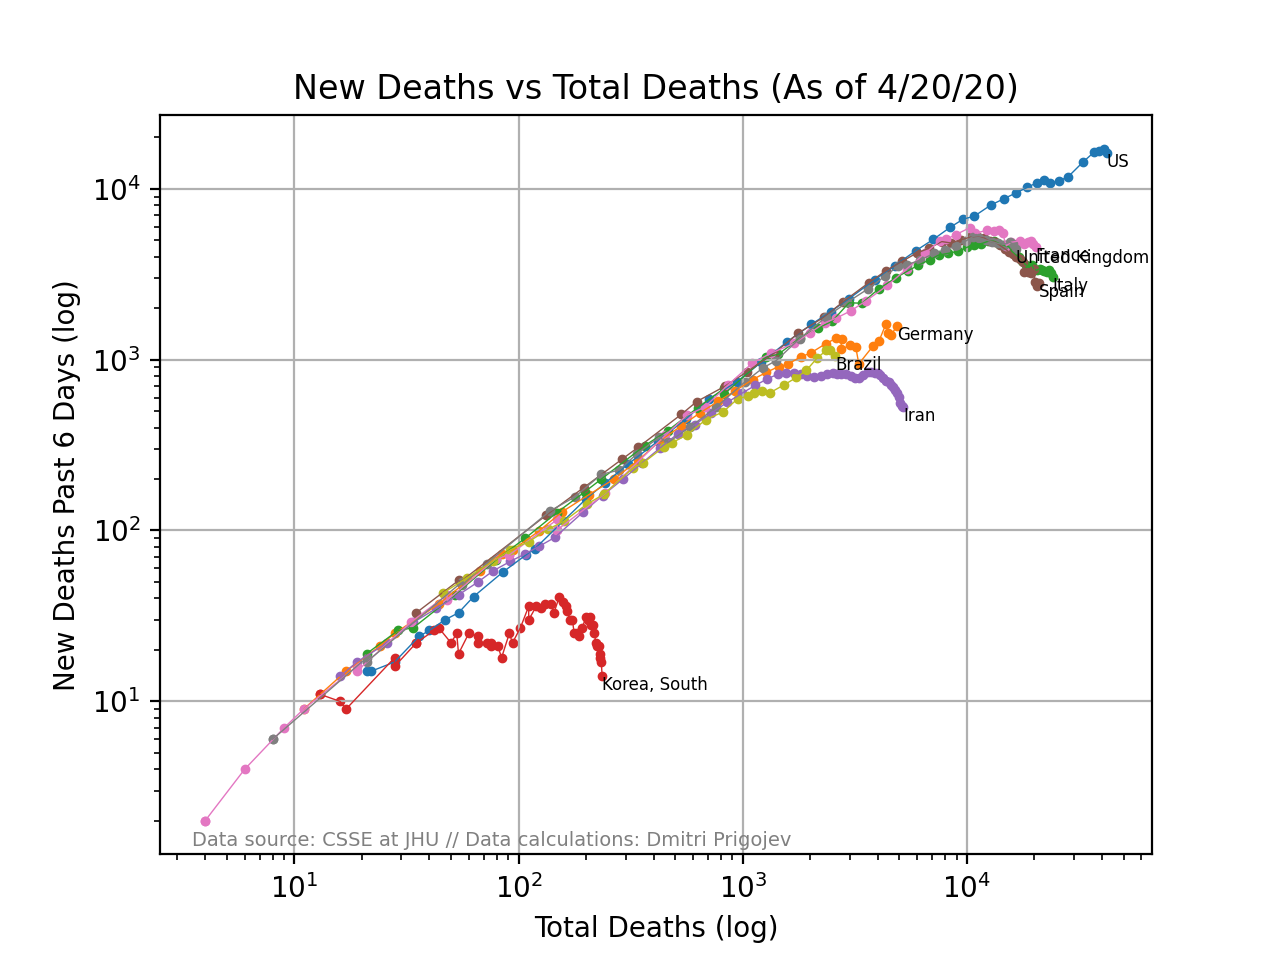 New Deaths vs Total Deaths (As of 4/20/20)
New Deaths Past 6 Days (log)
10⁴
10³
10²
10¹
US
France
United Kingdom
Italy
Spain
Germany
Brazil
Iran
Korea, South
Data source: CSSE at JHU // Data calculations: Dmitri Prigojev
10¹ 10² 10³ 10⁴
Total Deaths (log)